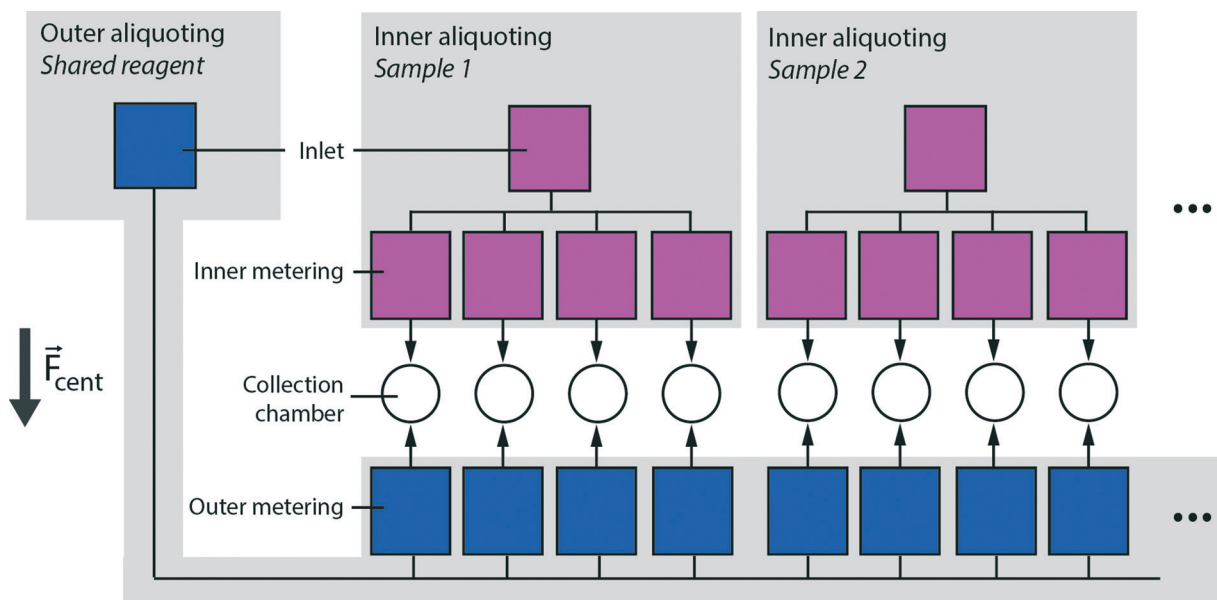 Outer aliquoting
Shared reagent
Inner aliquoting
Sample 1
Inner aliquoting
Sample 2
Inlet
...
Inner metering
F⃗cent
Collection
chamber
Outer metering
...